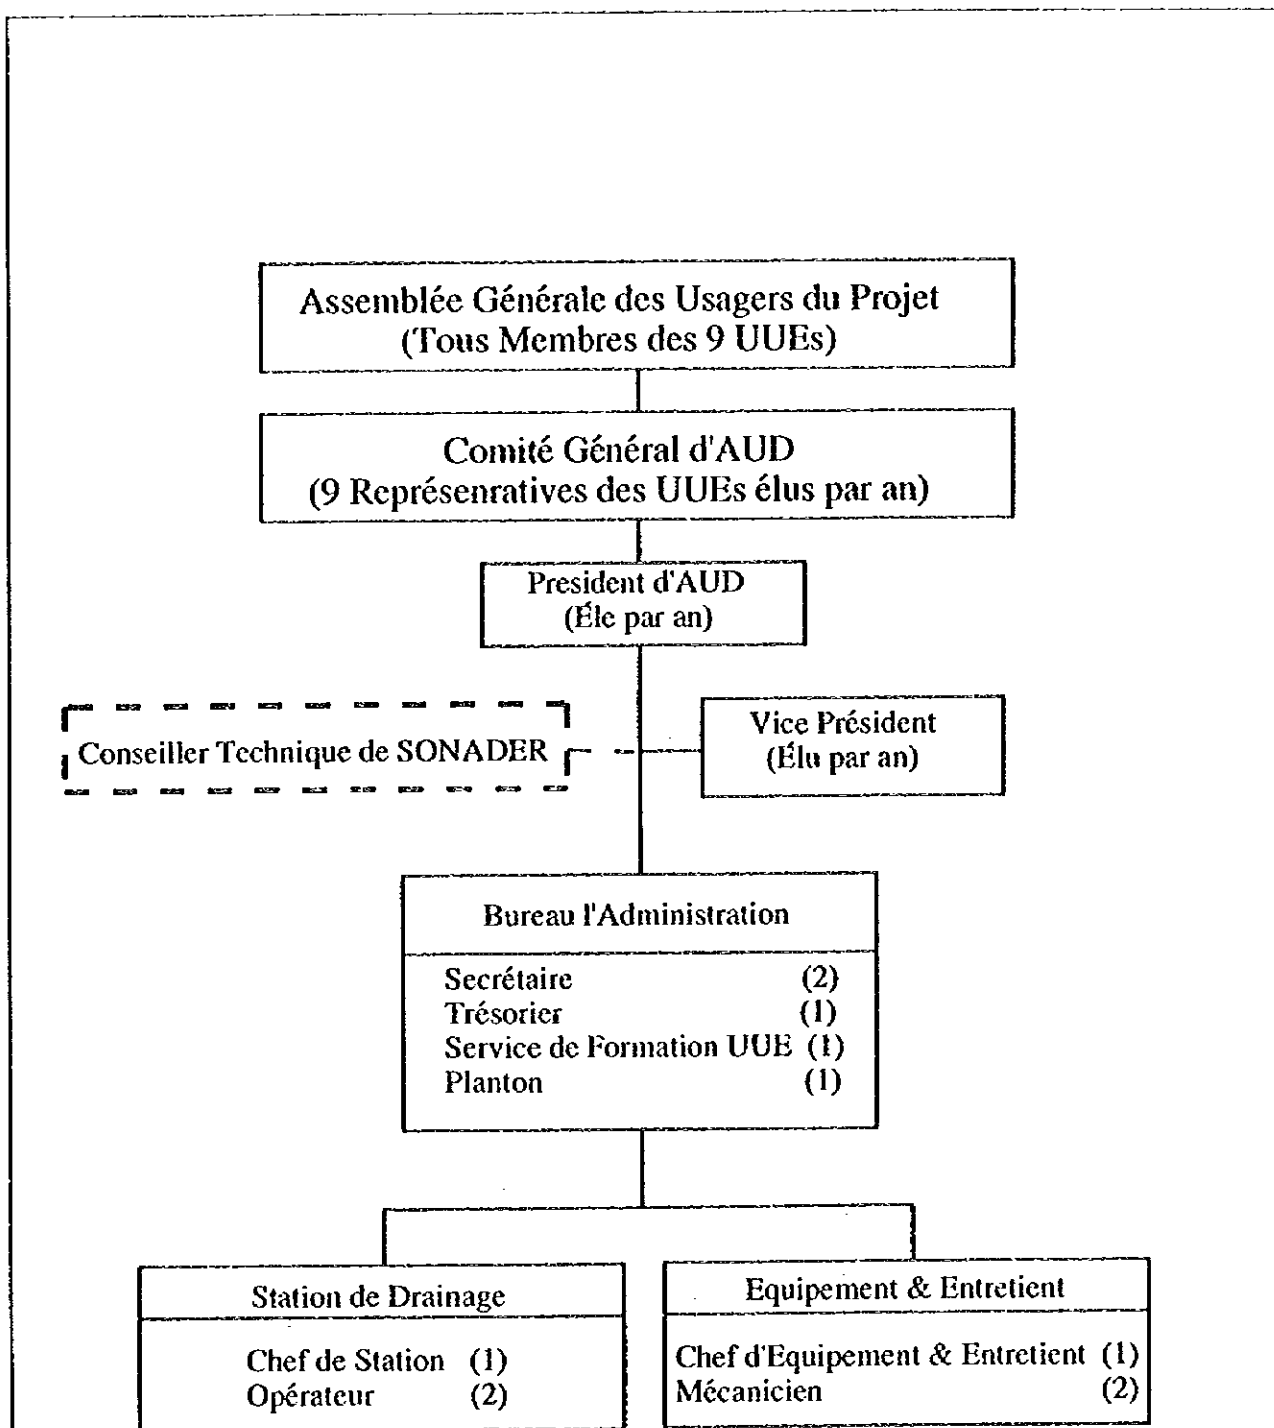 Assemblée Générale des Usagers du Projet
(Tous Membres des 9 UUEs)
Comité Général d'AUD
(9 Représenratives des UUEs élus par an)
President d'AUD
(Éle par an)
Conseiller Technique de SONADER
Vice Président
(Élu par an)
Bureau l'Administration
Secrétaire (2)
Trésorier (1)
Service de Formation UUE (1)
Planton (1)
Station de Drainage
Chef de Station (1)
Opérateur (2)
Equipement & Entretient
Chef d'Equipement & Entretient (1)
Mécanicien (2)